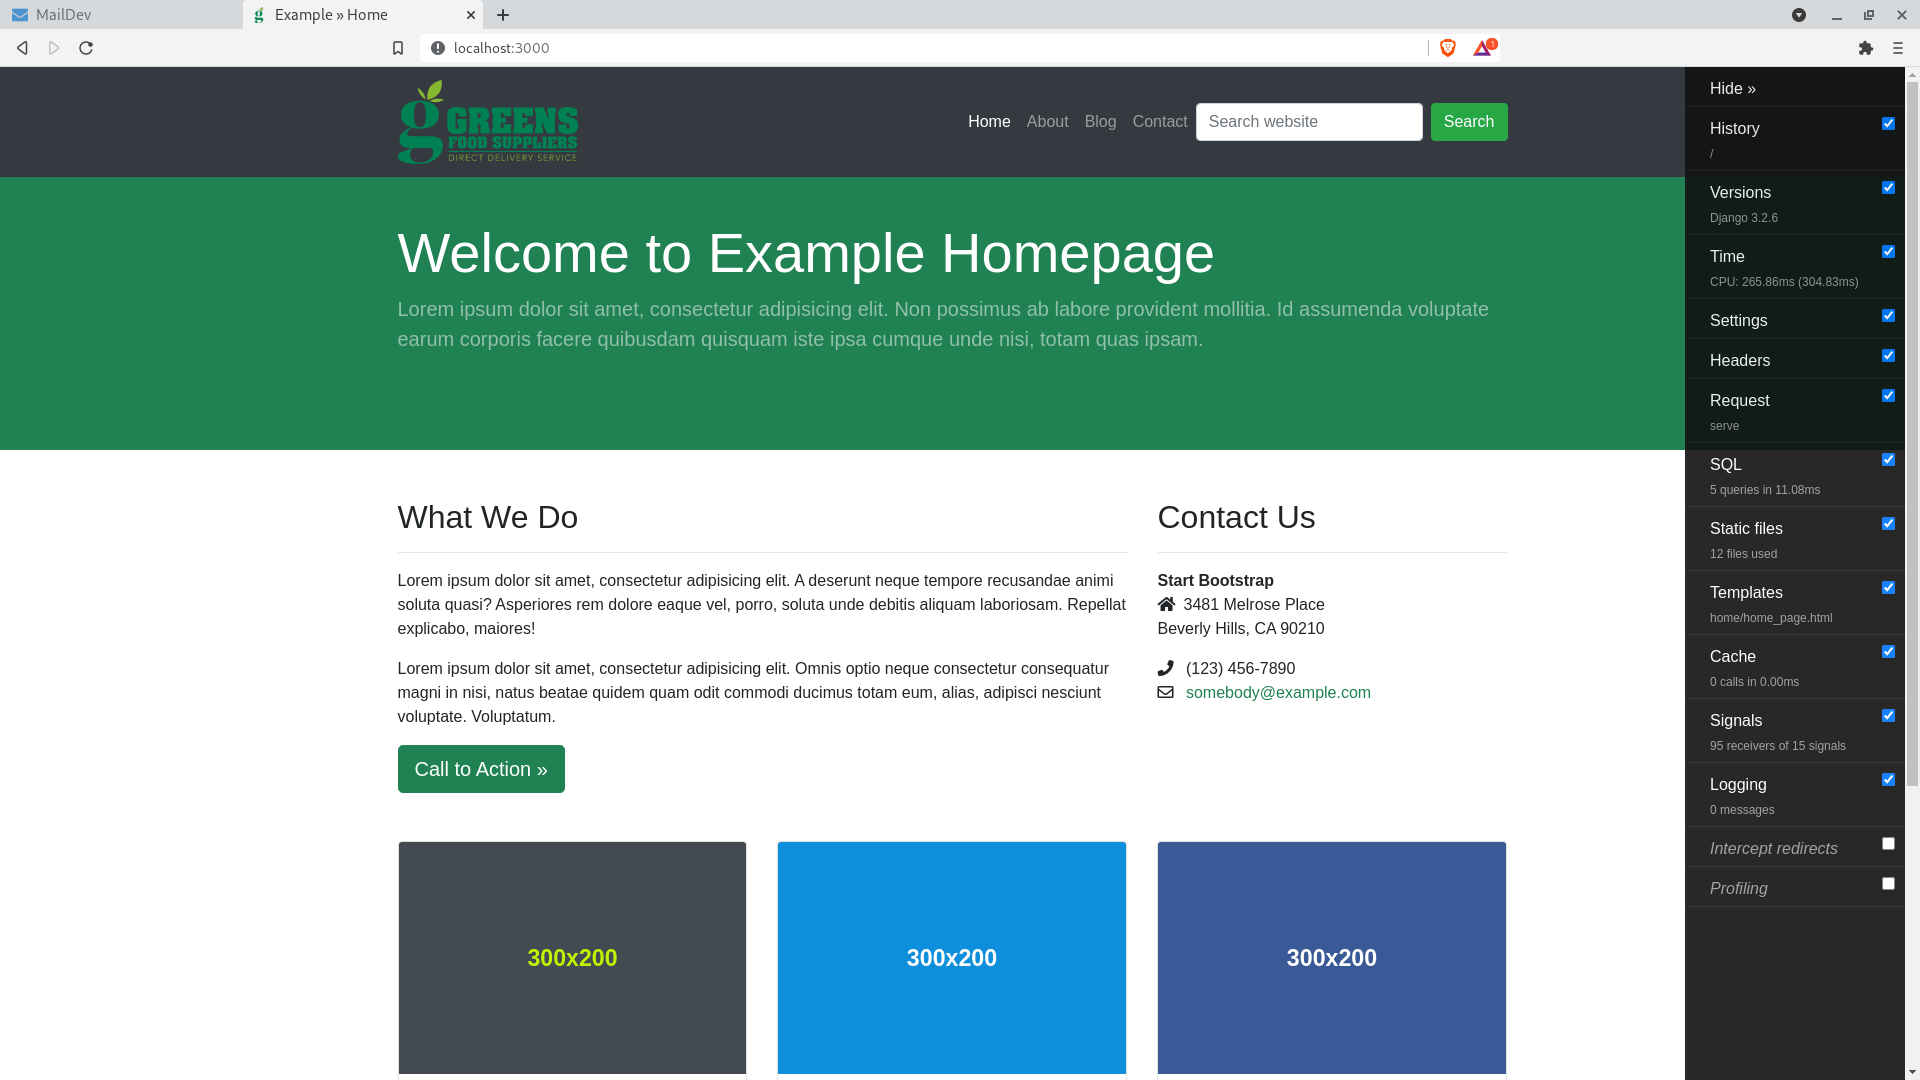 MailDev
Example » Home
localhost:3000
1
GREENS
FOOD SUPPLIERS
DIRECT DELIVERY SERVICE
Home
About
Blog
Contact
Search website
Search
Welcome to Example Homepage
Lorem ipsum dolor sit amet, consectetur adipisicing elit. Non possimus ab labore provident mollitia. Id assumenda voluptate
earum corporis facere quibusdam quisquam iste ipsa cumque unde nisi, totam quas ipsam.
What We Do
Lorem ipsum dolor sit amet, consectetur adipisicing elit. A deserunt neque tempore recusandae animi
soluta quasi? Asperiores rem dolore eaque vel, porro, soluta unde debitis aliquam laboriosam. Repellat
explicabo, maiores!
Lorem ipsum dolor sit amet, consectetur adipisicing elit. Omnis optio neque consectetur consequatur
magni in nisi, natus beatae quidem quam odit commodi ducimus totam eum, alias, adipisci nesciunt
voluptate. Voluptatum.
Call to Action »
Contact Us
Start Bootstrap
3481 Melrose Place
Beverly Hills, CA 90210
(123) 456-7890
somebody@example.com
300x200
300x200
300x200
Hide »
History
/
Versions
Django 3.2.6
Time
CPU: 265.86ms (304.83ms)
Settings
Headers
Request
serve
SQL
5 queries in 11.08ms
Static files
12 files used
Templates
home/home_page.html
Cache
0 calls in 0.00ms
Signals
95 receivers of 15 signals
Logging
0 messages
Intercept redirects
Profiling